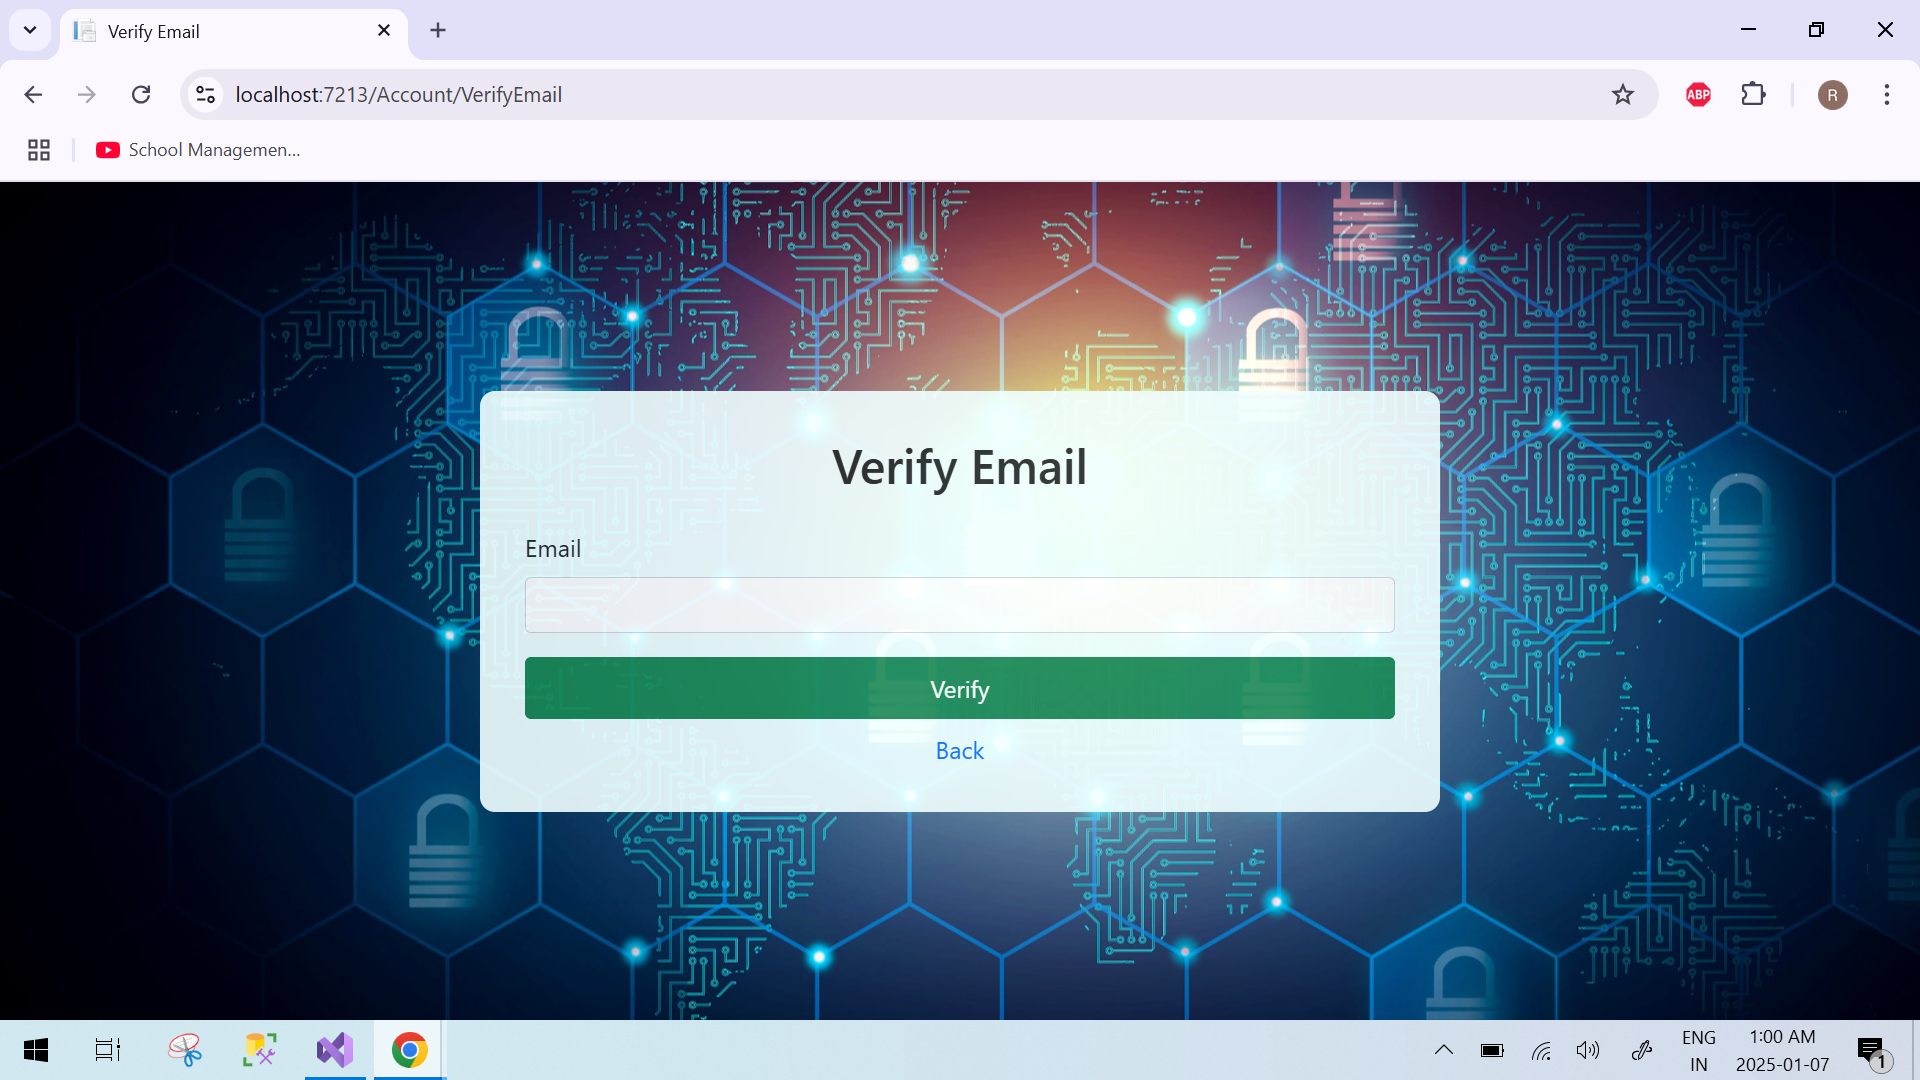 Verify Email
localhost:7213/Account/VerifyEmail
ABP
R
School Managemen...
Verify Email
Email
Verify
Back
ENG
IN
1:00 AM
2025-01-07
1